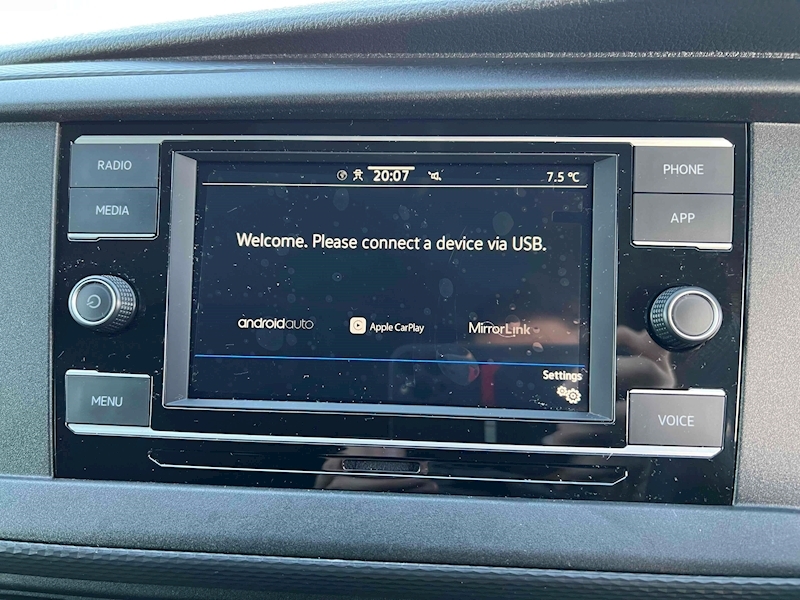 RADIO
MEDIA
MENU
20:07
7.5 °C
Welcome. Please connect a device via USB.
androidauto
Apple CarPlay
MirrorLink
Settings
PHONE
APP
VOICE